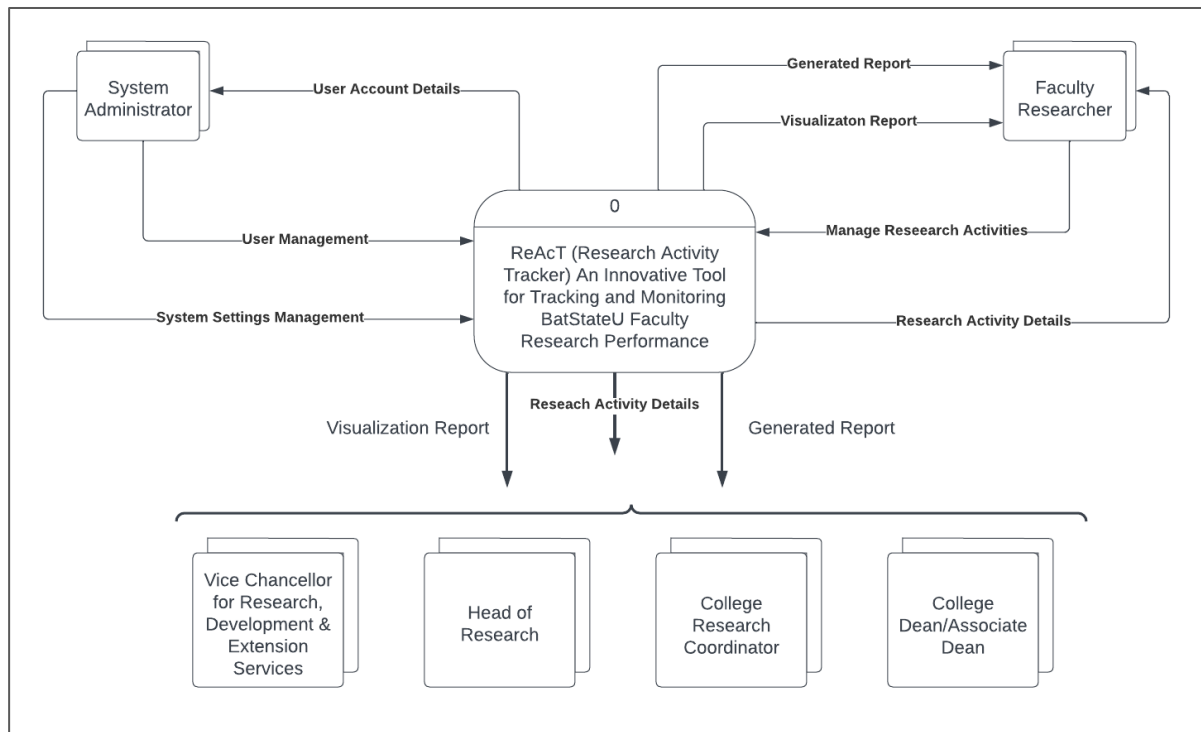 System
Administrator
User Account Details
Generated Report
Faculty
Researcher
Visualizaton Report
0
User Management
Manage Reseearch Activities
ReAcT (Research Activity
Tracker) An Innovative Tool
for Tracking and Monitoring
BatStateU Faculty
Research Performance
System Settings Management
Research Activity Details
Reseach Activity Details
Visualization Report
Generated Report
Vice Chancellor
for Research,
Development &
Extension
Services
Head of
Research
College
Research
Coordinator
College
Dean/Associate
Dean